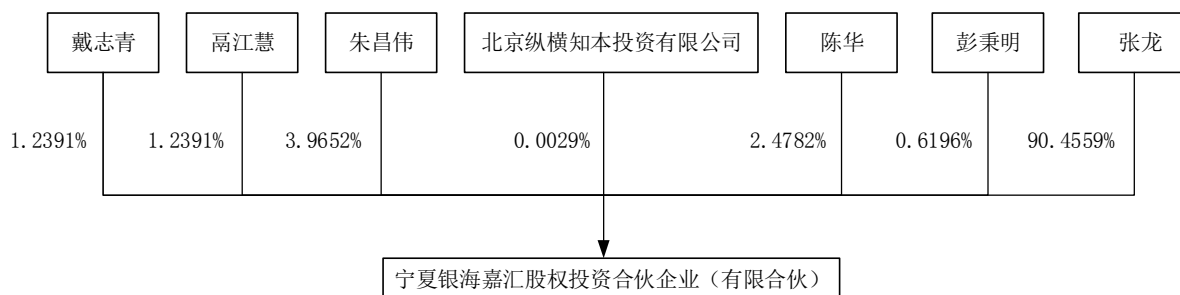 戴志青
鬲江慧
朱昌伟
北京纵横知本投资有限公司
陈华
彭秉明
张龙
1.2391%
1.2391%
3.9652%
0.0029%
2.4782%
0.6196%
90.4559%
宁夏银海嘉汇股权投资合伙企业（有限合伙）